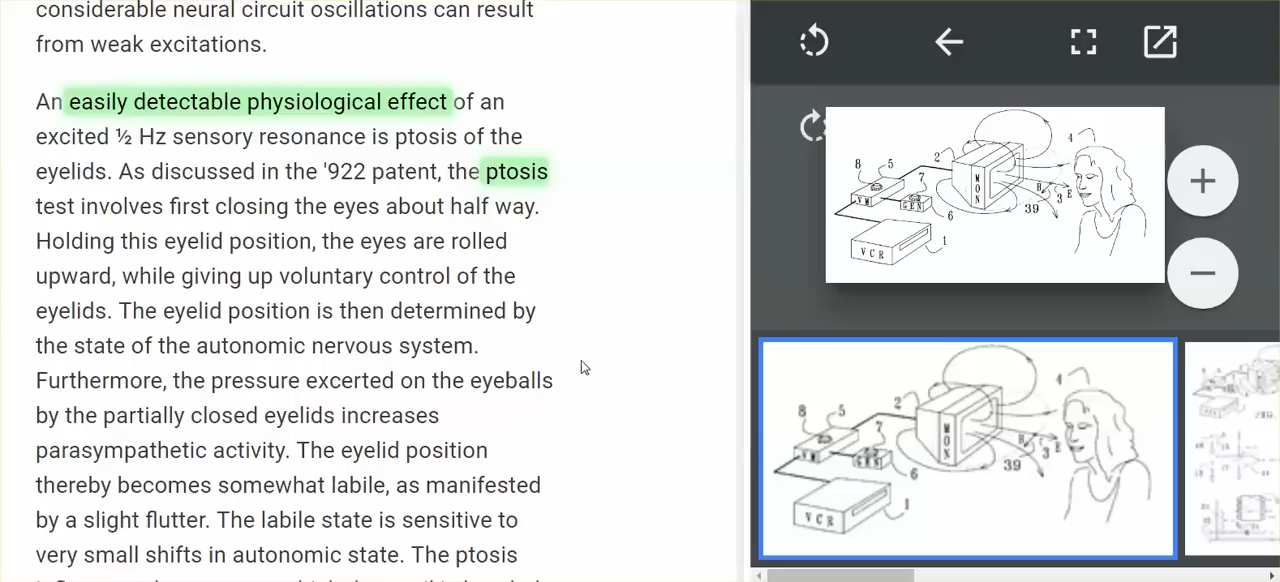 considerable neural circuit oscillations can result
from weak excitations.
An easily detectable physiological effect of an
excited ½ Hz sensory resonance is ptosis of the
eyelids. As discussed in the '922 patent, the ptosis
test involves first closing the eyes about half way.
Holding this eyelid position, the eyes are rolled
upward, while giving up voluntary control of the
eyelids. The eyelid position is then determined by
the state of the autonomic nervous system.
Furthermore, the pressure excerted on the eyeballs
by the partially closed eyelids increases
parasympathetic activity. The eyelid position
thereby becomes somewhat labile, as manifested
by a slight flutter. The labile state is sensitive to
very small shifts in autonomic state. The ptosis
8 5 2 4
7
VM GEN MON
3 E
6 39
VCR 1
8 5 2 4
7
VM GEN MON
3 E
6 39
VCR 1